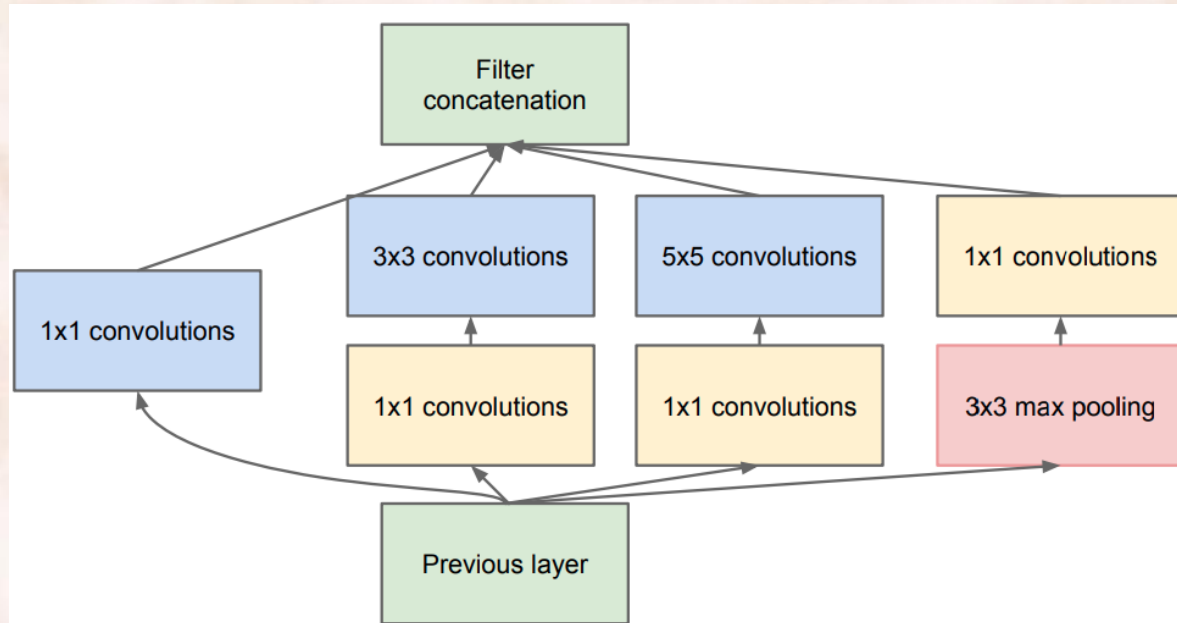 Filter
concatenation
3x3 convolutions
5x5 convolutions
1x1 convolutions
1x1 convolutions
1x1 convolutions
1x1 convolutions
3x3 max pooling
Previous layer